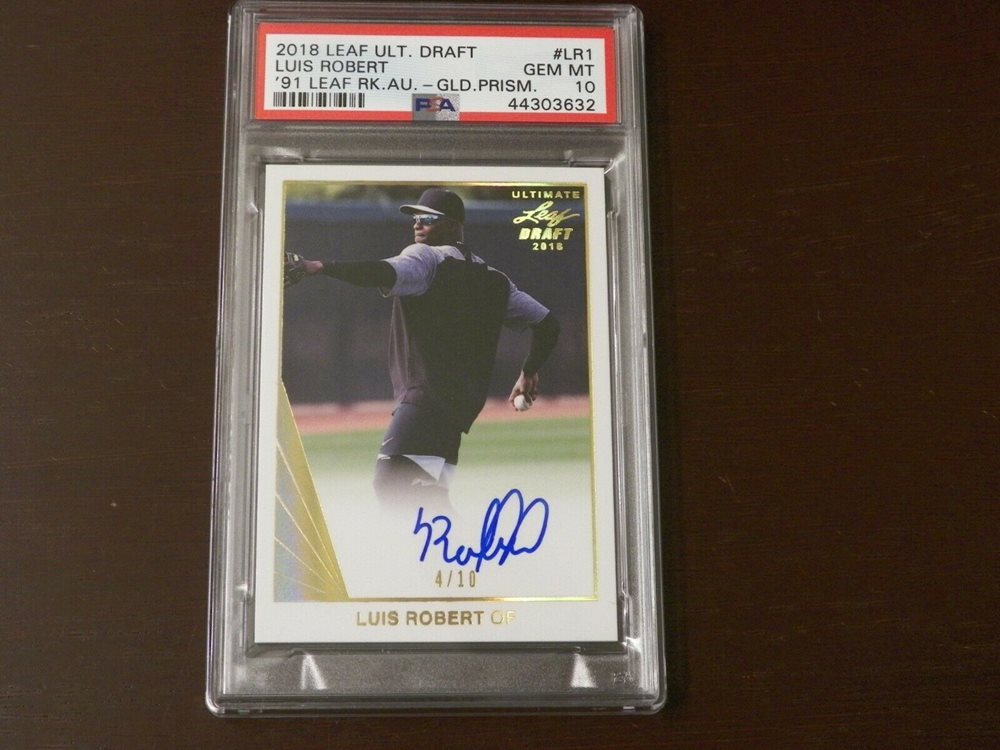 2018 LEAF ULT. DRAFT #LR1
LUIS ROBERT GEM MT
'91 LEAF RK.AU. – GLD.PRISM. 10
PSA 44303632
ULTIMATE
Leaf
DRAFT
2018
4/10
LUIS ROBERT OF